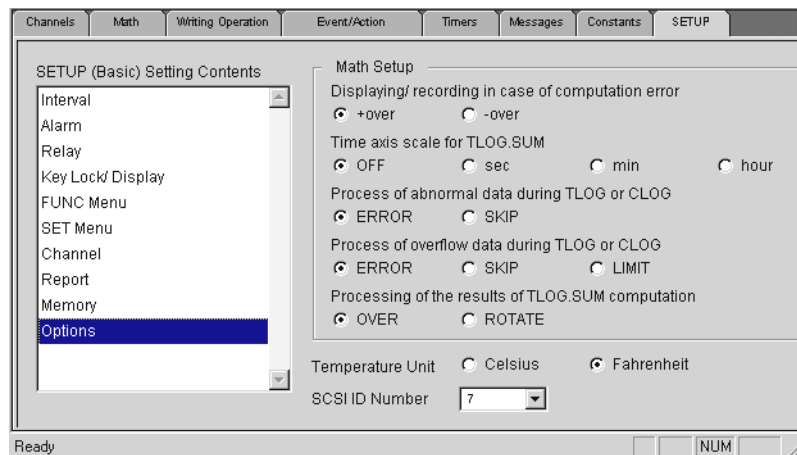 Channels Math Writing Operation Event/Action Timers Messages Constants SETUP
SETUP (Basic) Setting Contents
Interval
Alarm
Relay
Key Lock/ Display
FUNC Menu
SET Menu
Channel
Report
Memory
Options
Math Setup
Displaying/ recording in case of computation error
+over -over
Time axis scale for TLOG.SUM
OFF sec min hour
Process of abnormal data during TLOG or CLOG
ERROR SKIP
Process of overflow data during TLOG or CLOG
ERROR SKIP LIMIT
Processing of the results of TLOG.SUM computation
OVER ROTATE
Temperature Unit Celsius Fahrenheit
SCSI ID Number 7
Ready NUM